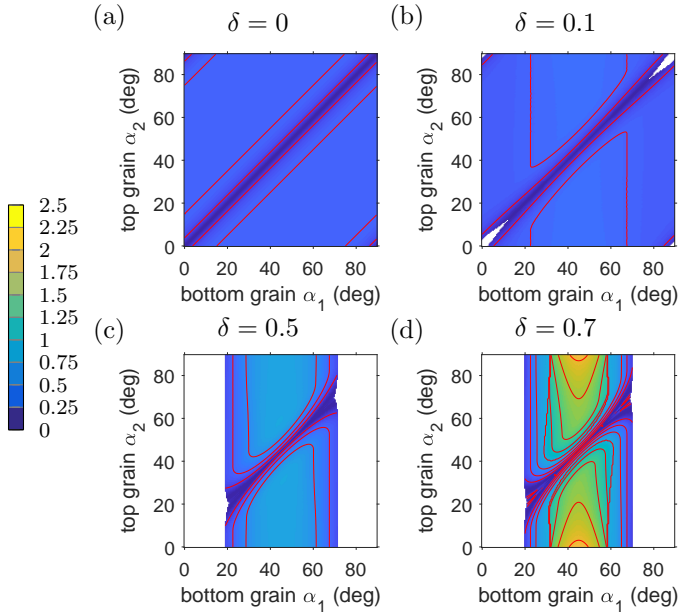 (a) δ = 0
80
60
40
20
0
top grain α2 (deg)
0 20 40 60 80
bottom grain α1 (deg)
(b) δ = 0.1
80
60
40
20
0
top grain α2 (deg)
0 20 40 60 80
bottom grain α1 (deg)
2.5
2.25
2
1.75
1.5
1.25
1
0.75
0.5
0.25
0
(c) δ = 0.5
80
60
40
20
0
top grain α2 (deg)
0 20 40 60 80
bottom grain α1 (deg)
(d) δ = 0.7
80
60
40
20
0
top grain α2 (deg)
0 20 40 60 80
bottom grain α1 (deg)